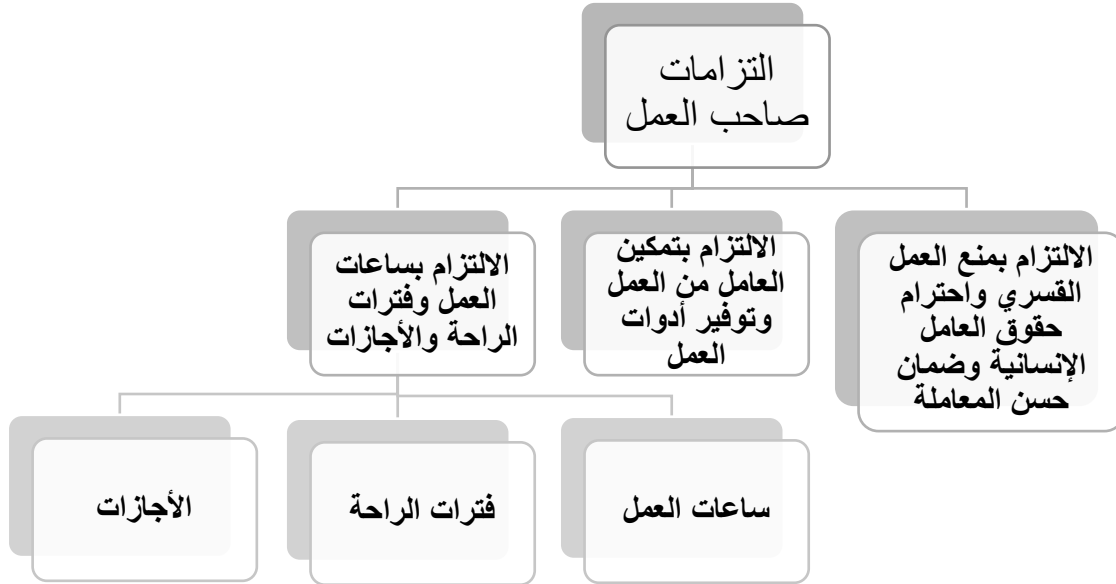 التزامات
صاحب العمل
الالتزام بمنع العمل
القسري واحترام
حقوق العامل
الإنسانية وضمان
حسن المعاملة
الالتزام بتمكين
العامل من العمل
وتوفير أدوات
العمل
الالتزام بساعات
العمل وفترات
الراحة والأجازات
ساعات العمل
فترات الراحة
الأجازات